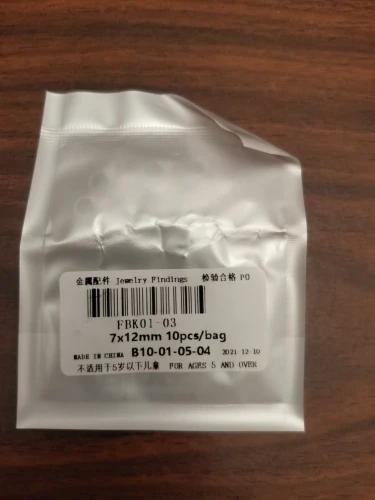 金属配件 Jewelry Findings 检验合格 PO
FBK01-03
7x12mm 10pcs/bag
MADE IN CHINA B10-01-05-04 2021 12 10
不适用于5岁以下儿童 FOR AGES 5 AND OVER